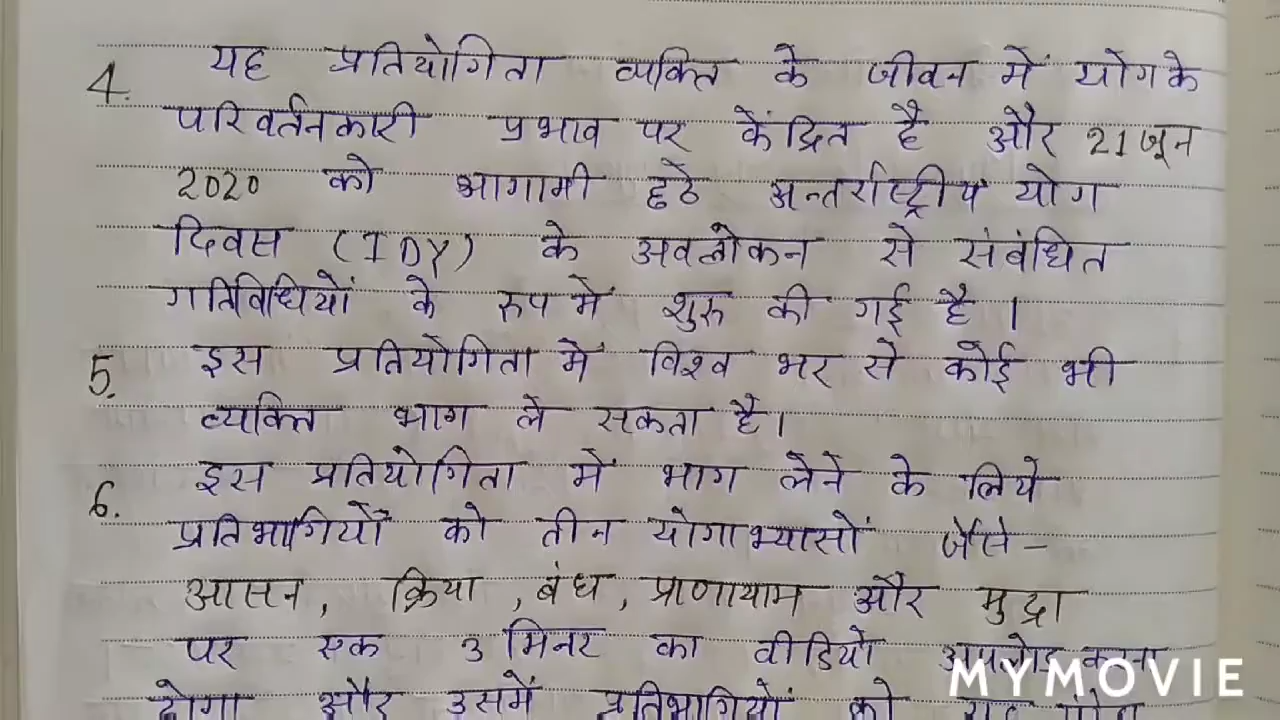 4. यह प्रतियोगिता व्यक्ति के जीवन में योग के
परिवर्तनकारी प्रभाव पर केंद्रित है और 21 जून
2020 को आगामी छठे अन्तर्राष्ट्रीय योग
दिवस (IDY) के अवलोकन से संबंधित
गतिविधियों के रुप में शुरु की गई है ।
5. इस प्रतियोगिता में विश्व भर से कोई भी
व्यक्ति भाग ले सकता है।
6. इस प्रतियोगिता में भाग लेने के लिये
प्रतिभागियों को तीन योगाभ्यासों जैसे –
आसन, क्रिया, बंध, प्राणायाम और मुद्रा
पर एक 3 मिनट का वीडियो अपलोड करना
होगा और उसमें प्रतिभागियों को
MYMOVIE